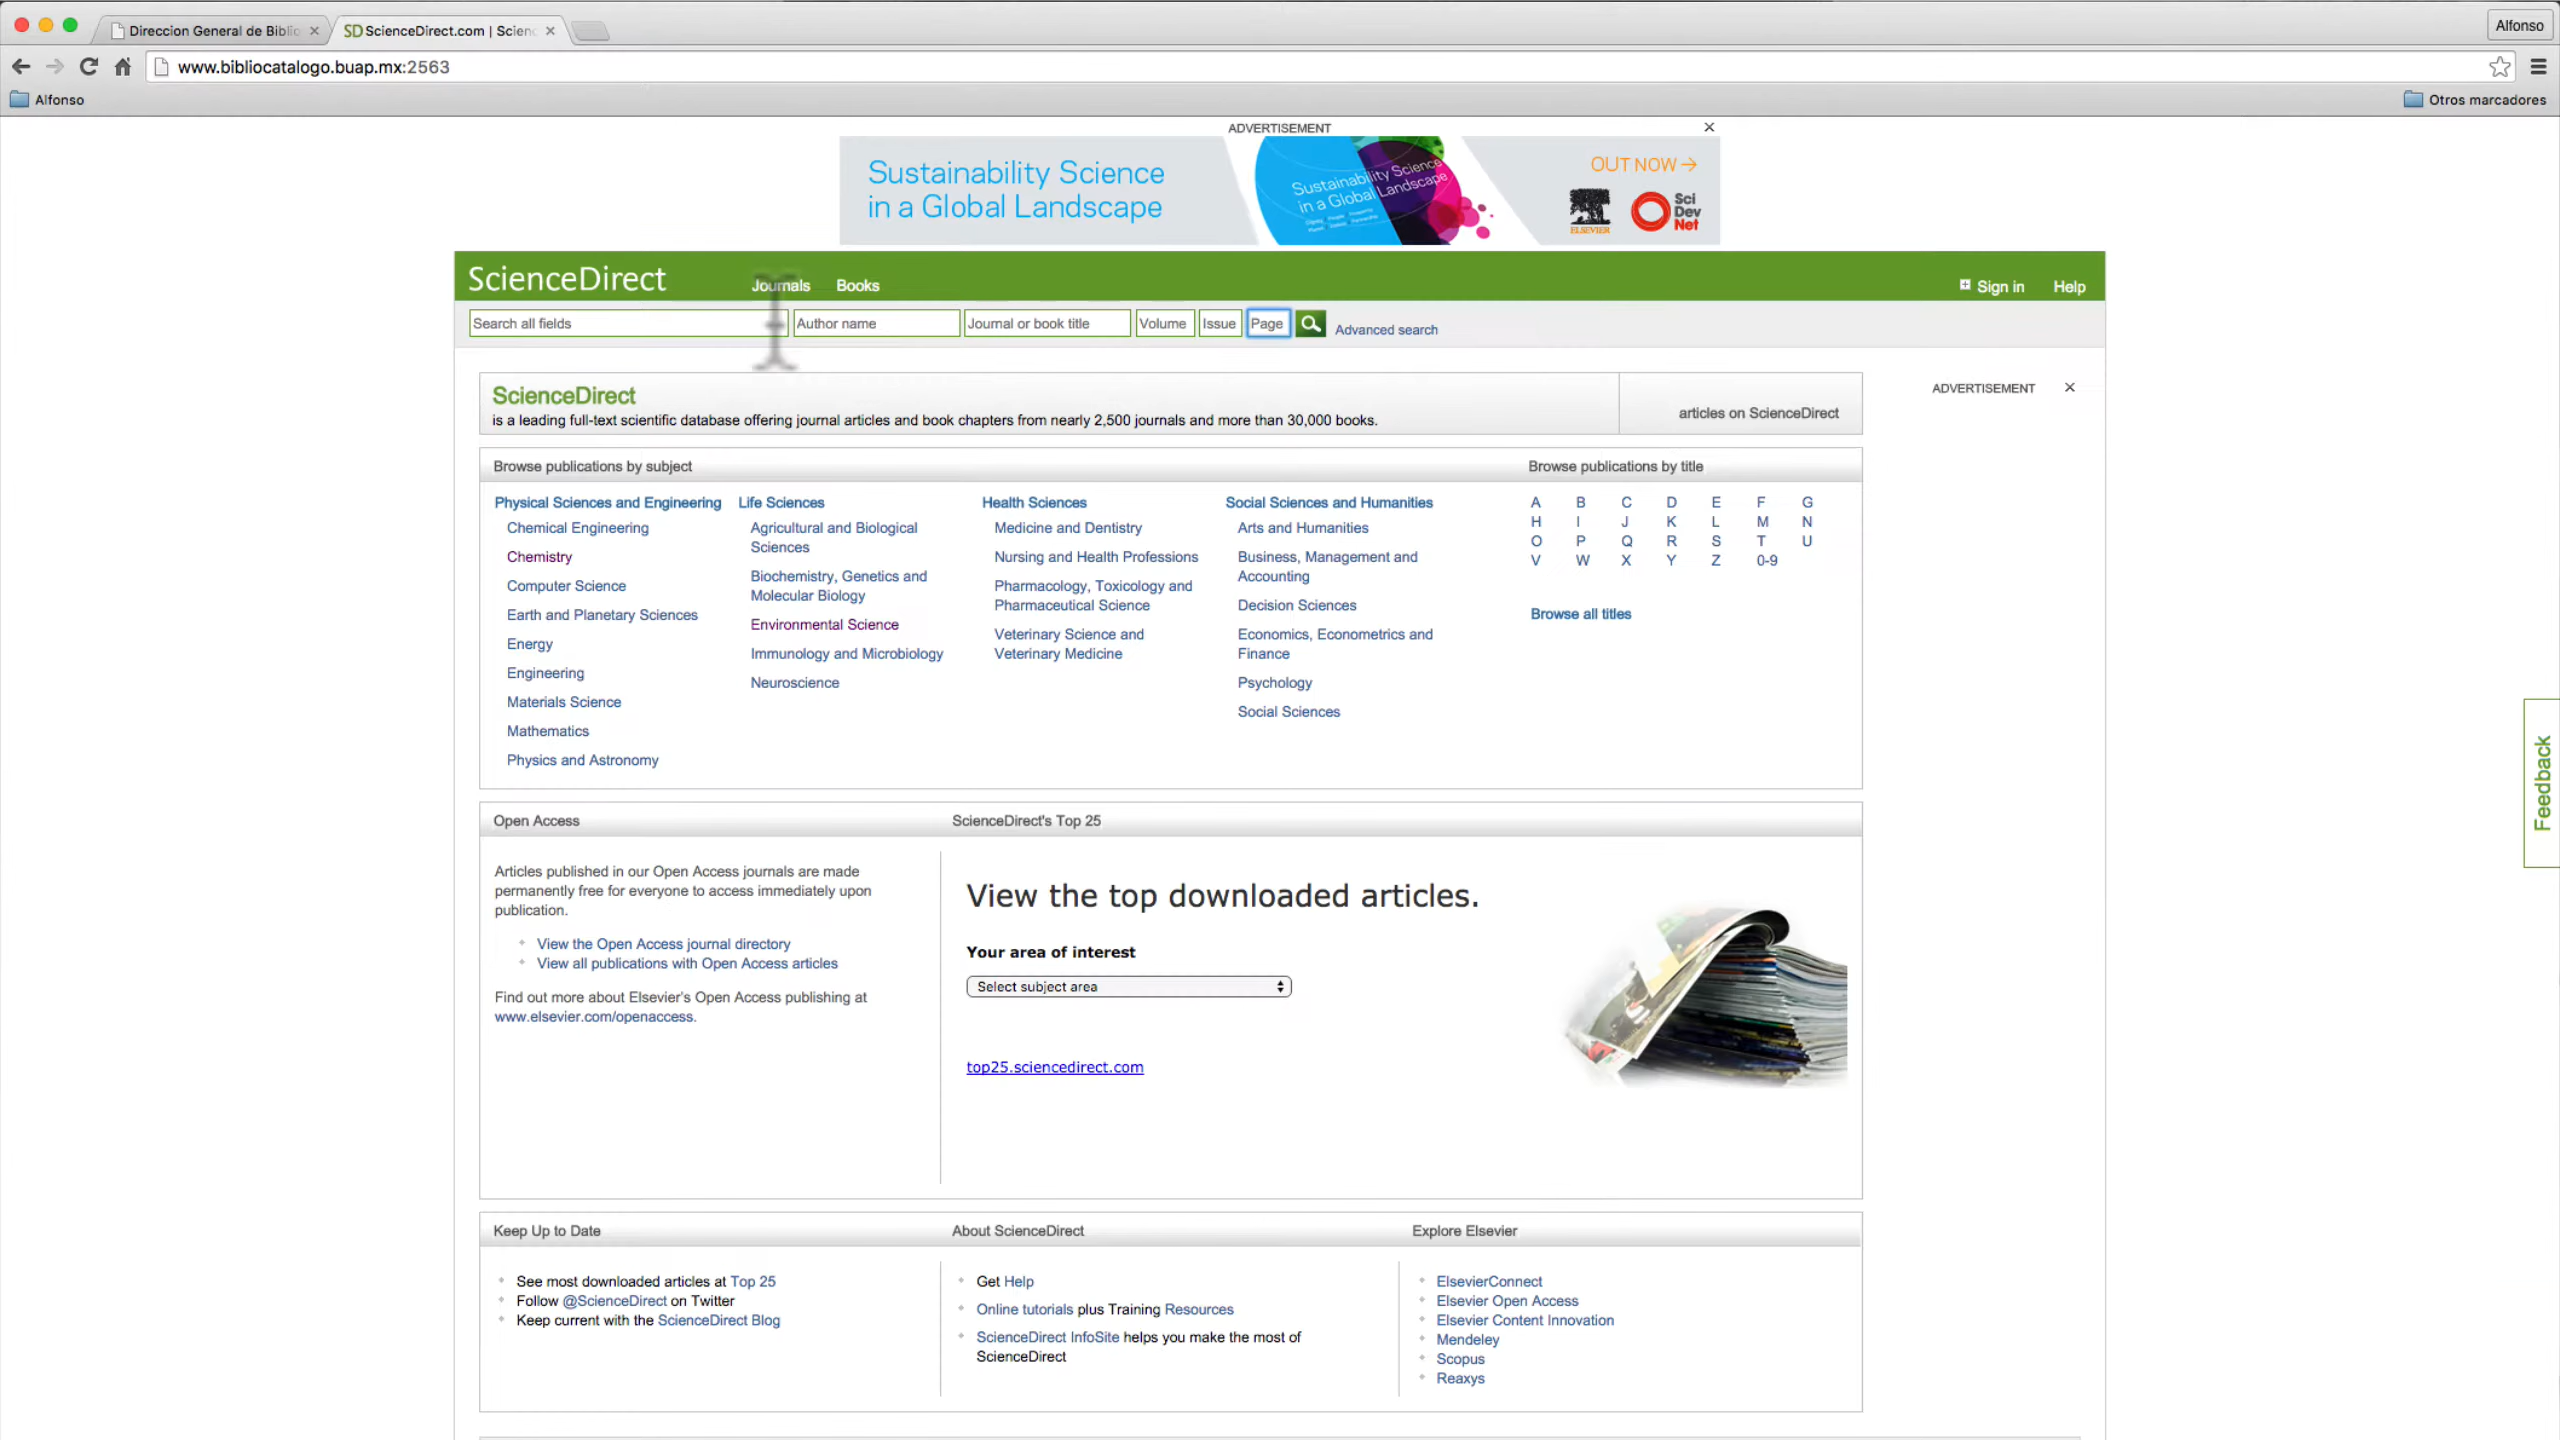 Direccion General de Biblio
SD ScienceDirect.com | Scien
Alfonso
www.bibliocatalogo.buap.mx:2563
Alfonso
Otros marcadores
ADVERTISEMENT
Sustainability Science
in a Global Landscape
Sustainability Science
in a Global Landscape
OUT NOW →
ELSEVIER
Sci
Dev
Net
ScienceDirect
Journals
Books
Sign in
Help
Search all fields
Author name
Journal or book title
Volume
Issue
Page
Advanced search
ScienceDirect
is a leading full-text scientific database offering journal articles and book chapters from nearly 2,500 journals and more than 30,000 books.
articles on ScienceDirect
ADVERTISEMENT
Browse publications by subject
Physical Sciences and Engineering
Chemical Engineering
Chemistry
Computer Science
Earth and Planetary Sciences
Energy
Engineering
Materials Science
Mathematics
Physics and Astronomy
Life Sciences
Agricultural and Biological
Sciences
Biochemistry, Genetics and
Molecular Biology
Environmental Science
Immunology and Microbiology
Neuroscience
Health Sciences
Medicine and Dentistry
Nursing and Health Professions
Pharmacology, Toxicology and
Pharmaceutical Science
Veterinary Science and
Veterinary Medicine
Social Sciences and Humanities
Arts and Humanities
Business, Management and
Accounting
Decision Sciences
Economics, Econometrics and
Finance
Psychology
Social Sciences
Browse publications by title
A B C D E F G
H I J K L M N
O P Q R S T U
V W X Y Z 0-9
Browse all titles
Feedback
Open Access
Articles published in our Open Access journals are made
permanently free for everyone to access immediately upon
publication.
View the Open Access journal directory
View all publications with Open Access articles
Find out more about Elsevier's Open Access publishing at
www.elsevier.com/openaccess.
ScienceDirect's Top 25
View the top downloaded articles.
Your area of interest
Select subject area
top25.sciencedirect.com
Keep Up to Date
See most downloaded articles at Top 25
Follow @ScienceDirect on Twitter
Keep current with the ScienceDirect Blog
About ScienceDirect
Get Help
Online tutorials plus Training Resources
ScienceDirect InfoSite helps you make the most of
ScienceDirect
Explore Elsevier
ElsevierConnect
Elsevier Open Access
Elsevier Content Innovation
Mendeley
Scopus
Reaxys